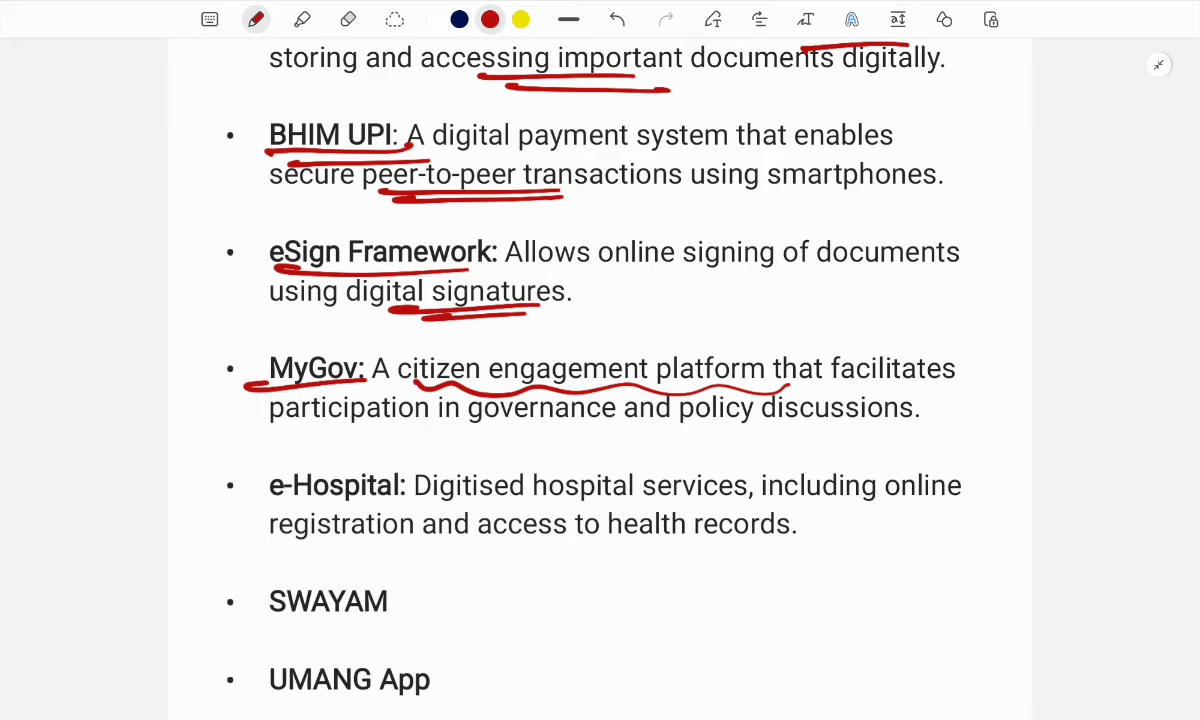 storing and accessing important documents digitally.
• BHIM UPI: A digital payment system that enables
secure peer-to-peer transactions using smartphones.
• eSign Framework: Allows online signing of documents
using digital signatures.
• MyGov: A citizen engagement platform that facilitates
participation in governance and policy discussions.
• e-Hospital: Digitised hospital services, including online
registration and access to health records.
• SWAYAM
• UMANG App